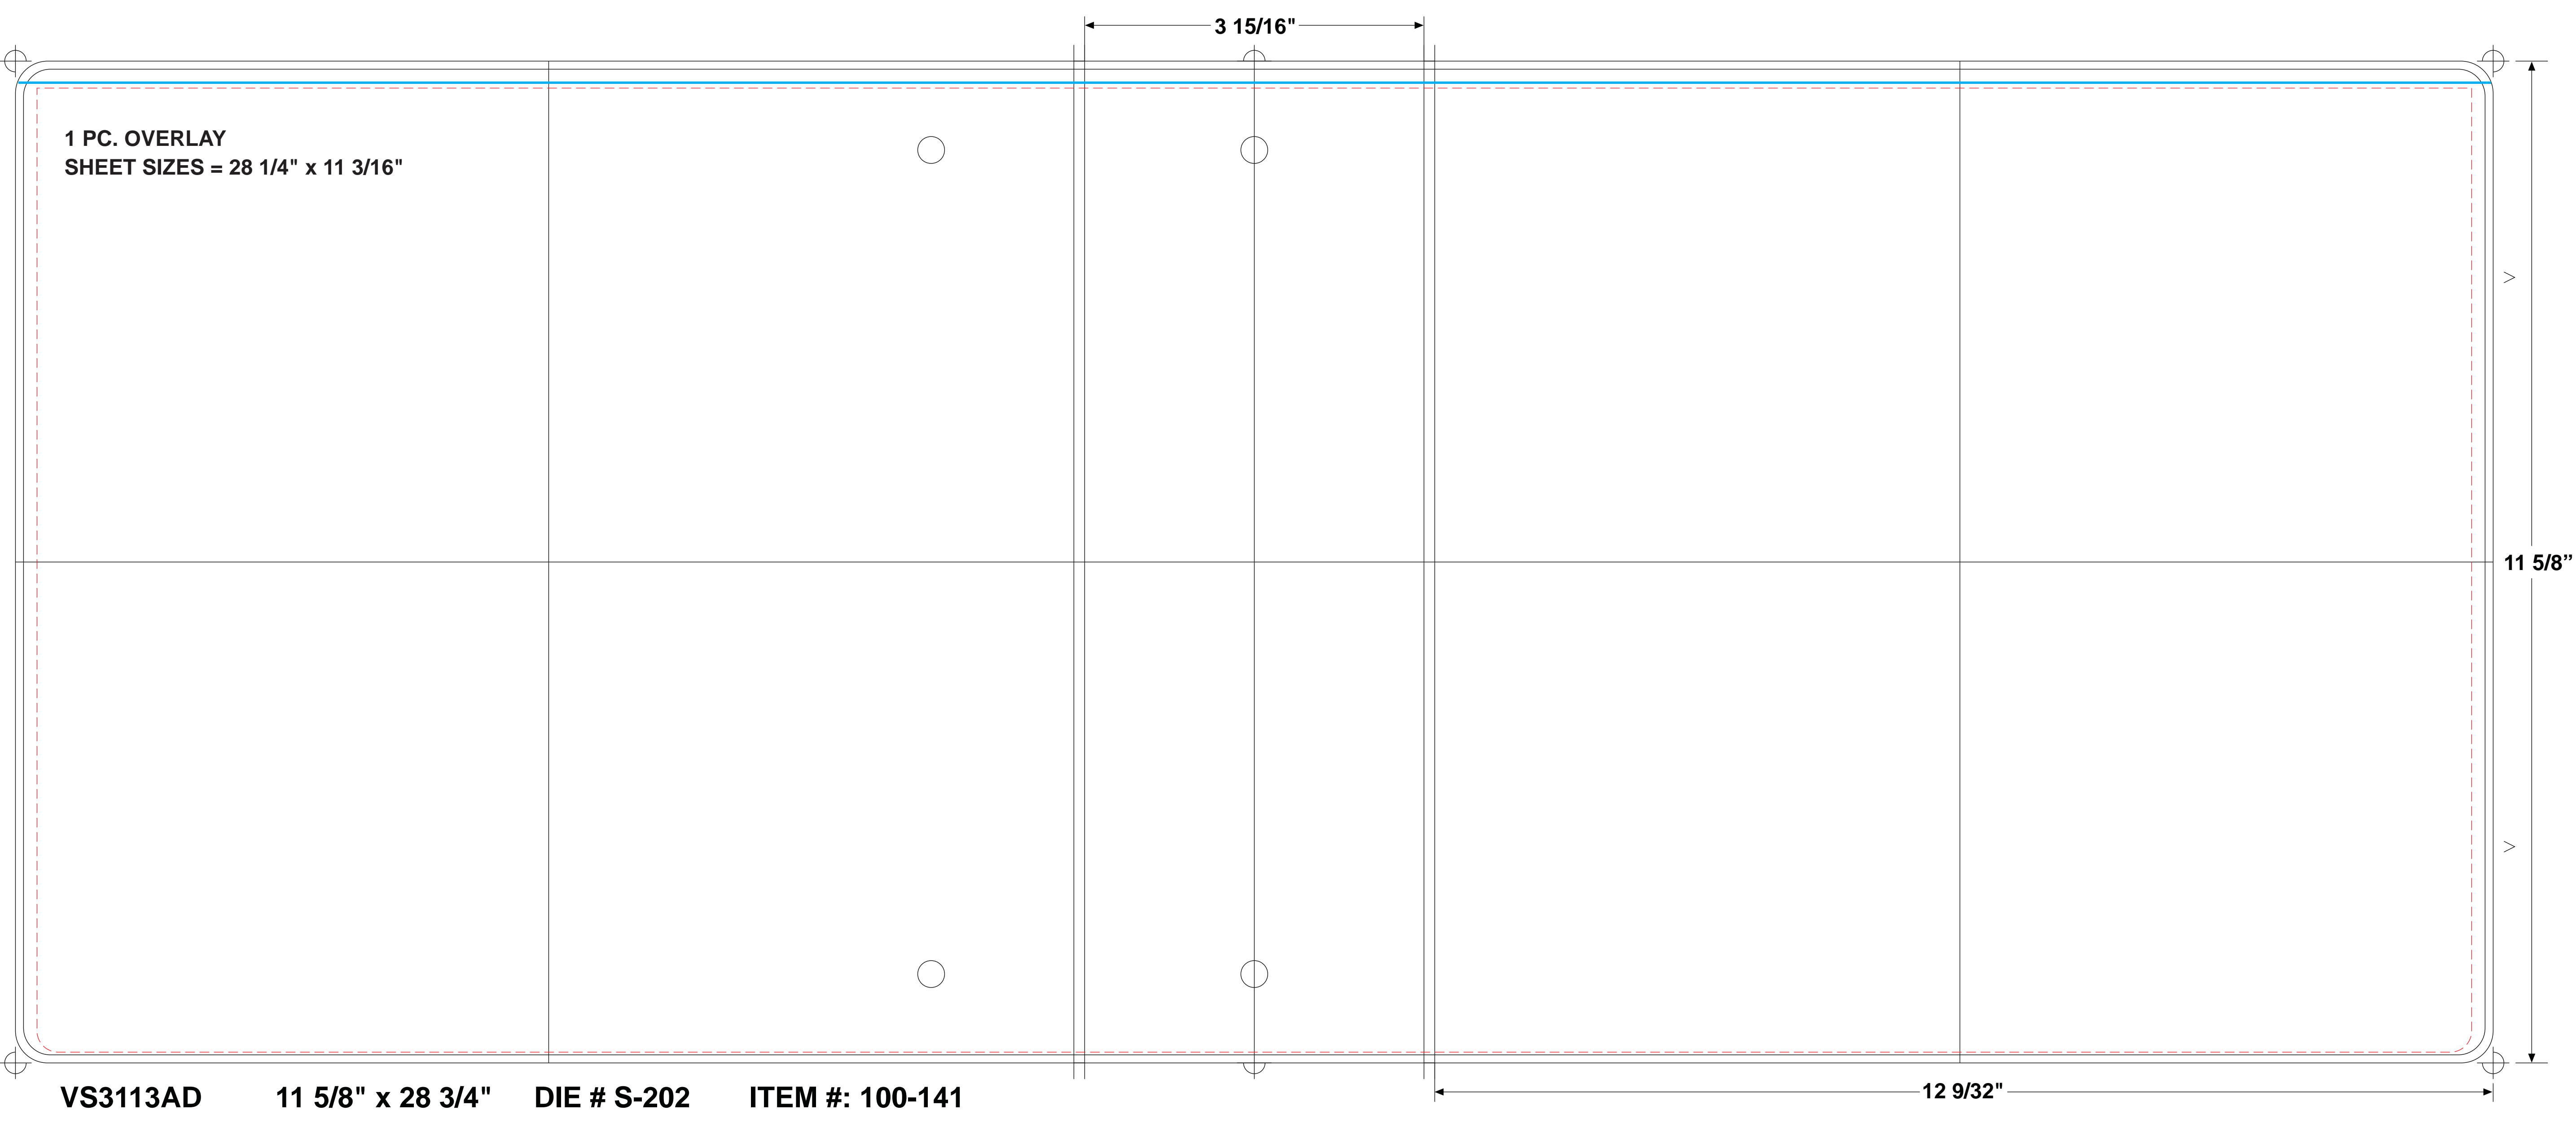 3 15/16"
1 PC. OVERLAY
SHEET SIZES = 28 1/4" x 11 3/16"
11 5/8”
12 9/32"
VS3113AD 11 5/8" x 28 3/4" DIE # S-202 ITEM #: 100-141